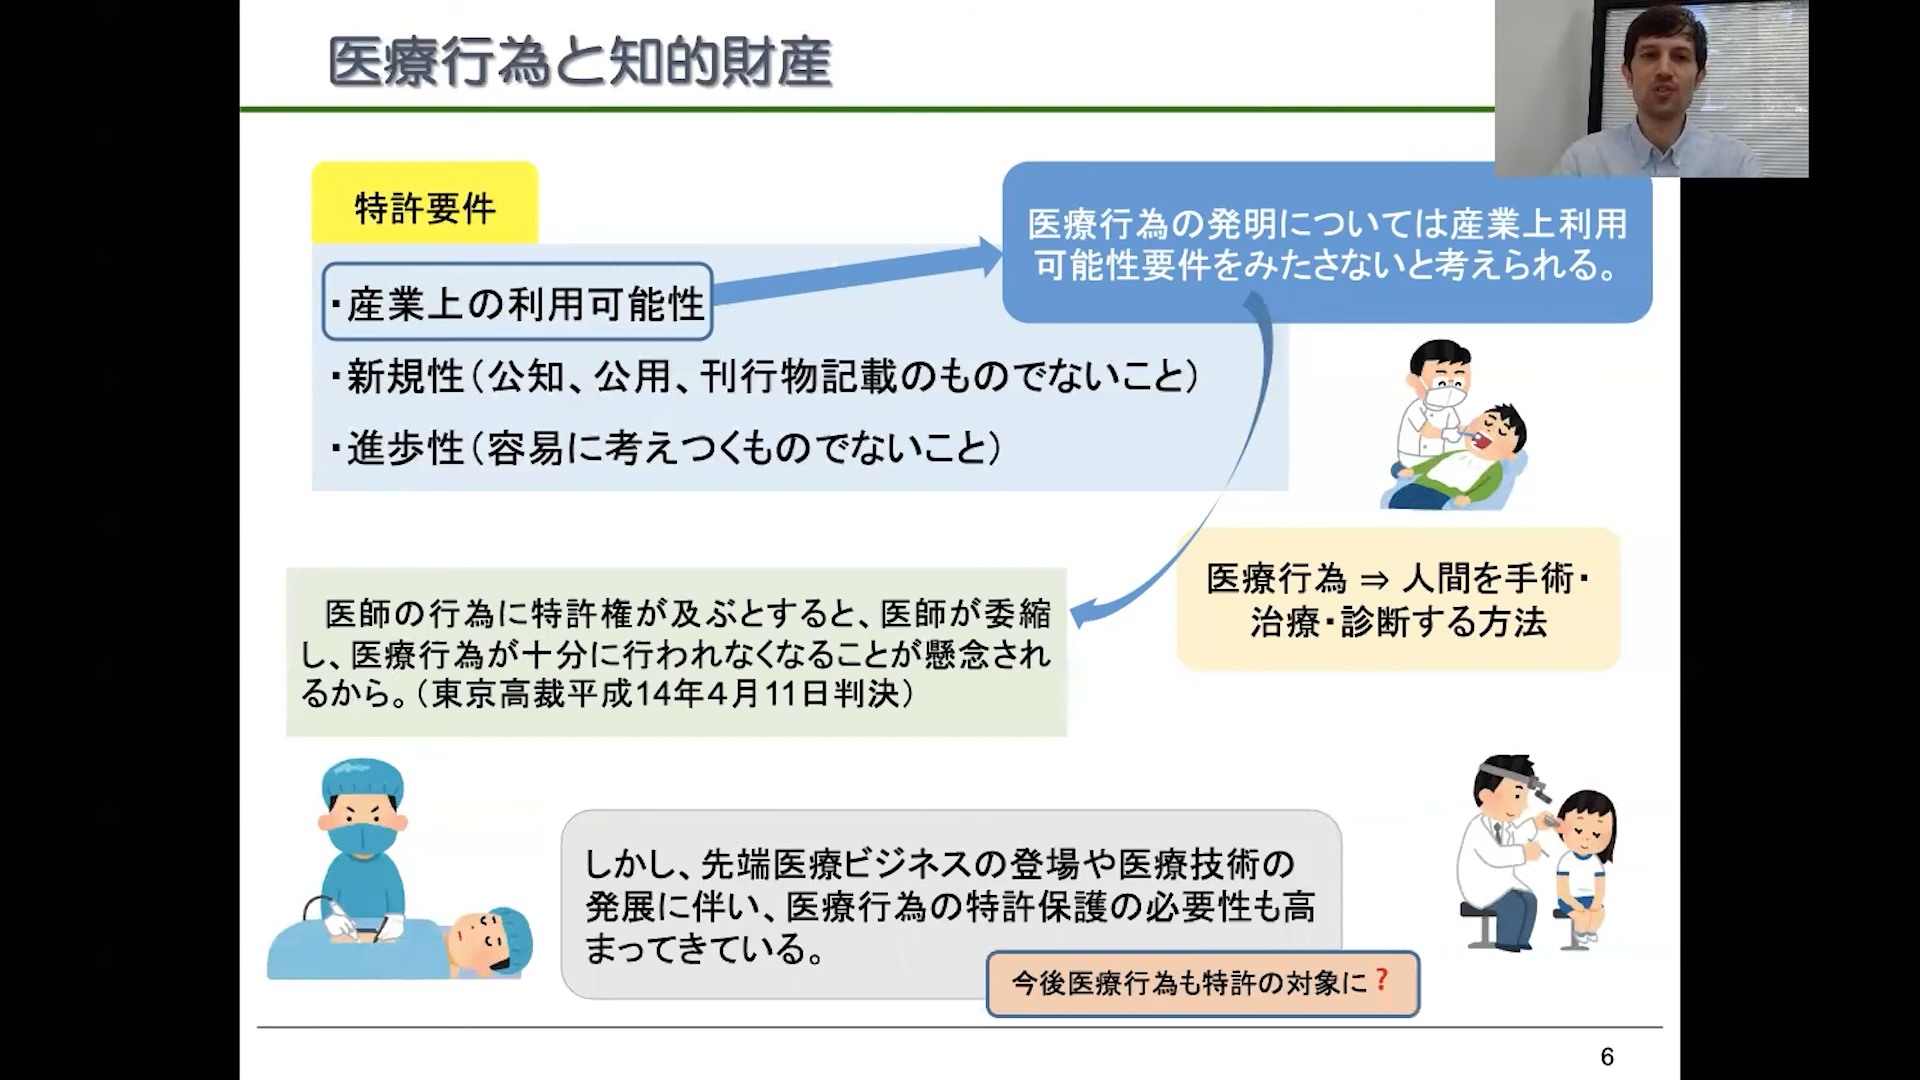 医療行為と知的財産
特許要件
・産業上の利用可能性
・新規性（公知、公用、刊行物記載のものでないこと）
・進歩性（容易に考えつくものでないこと）
医療行為の発明については産業上利用
可能性要件をみたさないと考えられる。
医療行為 ⇒ 人間を手術・
治療・診断する方法
医師の行為に特許権が及ぶとすると、医師が委縮
し、医療行為が十分に行われなくなることが懸念され
るから。（東京高裁平成14年４月11日判決）
しかし、先端医療ビジネスの登場や医療技術の
発展に伴い、医療行為の特許保護の必要性も高
まってきている。
今後医療行為も特許の対象に？
6